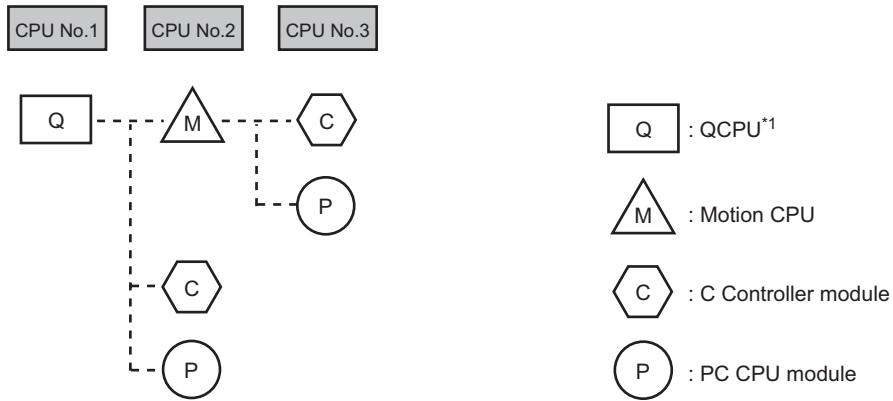 CPU No.1 CPU No.2 CPU No.3
Q M C
P
C
P
Q : QCPU*1
M : Motion CPU
C : C Controller module
P : PC CPU module